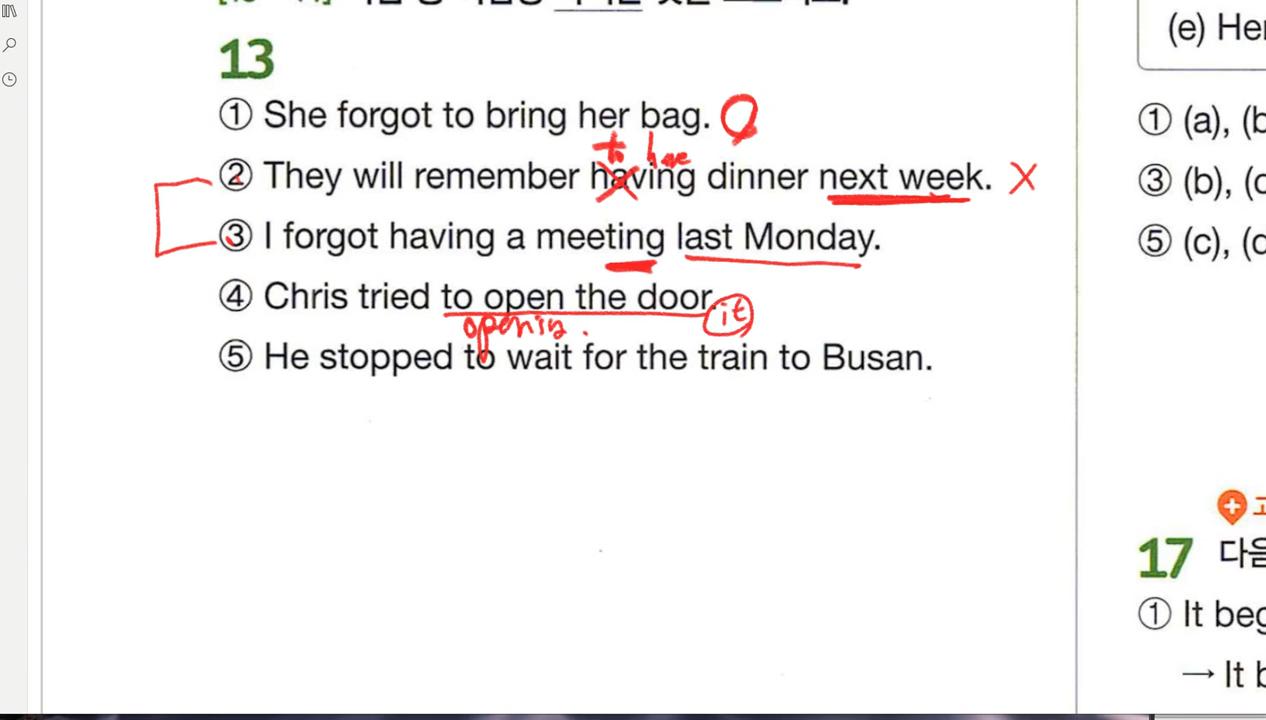 13
① She forgot to bring her bag. O
to have
② They will remember having dinner next week. X
③ I forgot having a meeting last Monday.
④ Chris tried to open the door.
it
⑤ He stopped to wait for the train to Busan.
(e) Her
① (a), (b
③ (b), (c
⑤ (c), (d
17 다음
① It beg
→ It b